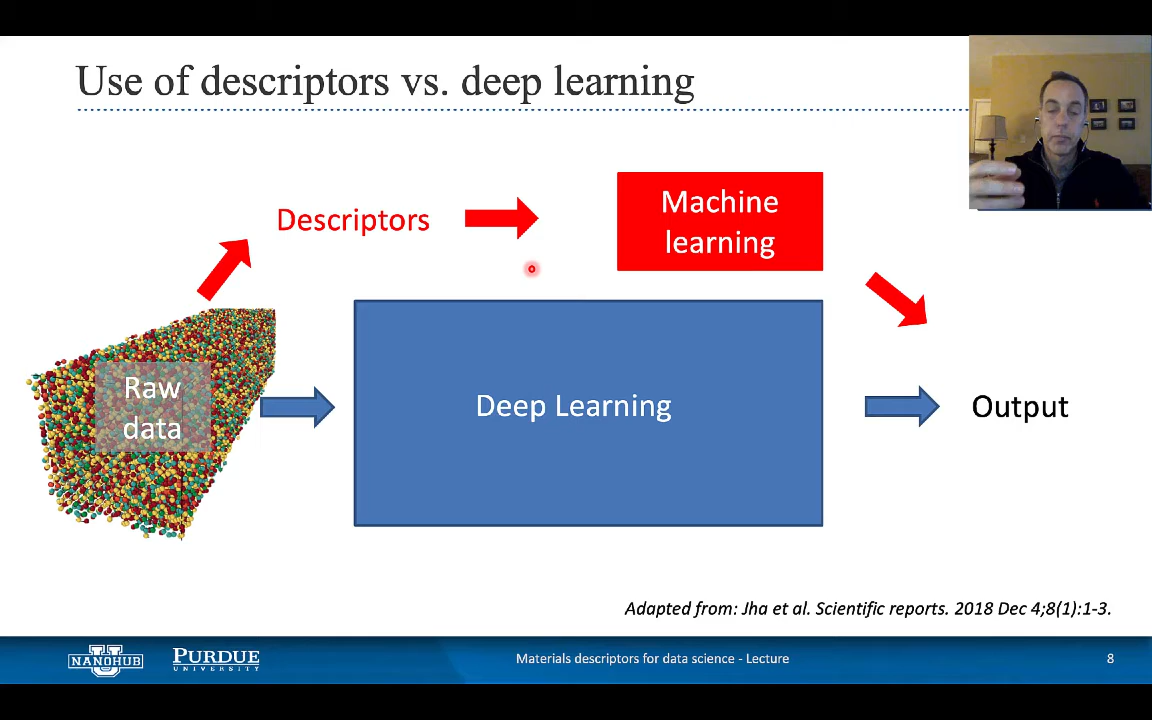 Use of descriptors vs. deep learning
Descriptors
Machine
learning
Raw
data
Deep Learning
Output
Adapted from: Jha et al. Scientific reports. 2018 Dec 4;8(1):1-3.
NANOHUB
U
PURDUE
UNIVERSITY
Materials descriptors for data science - Lecture
8